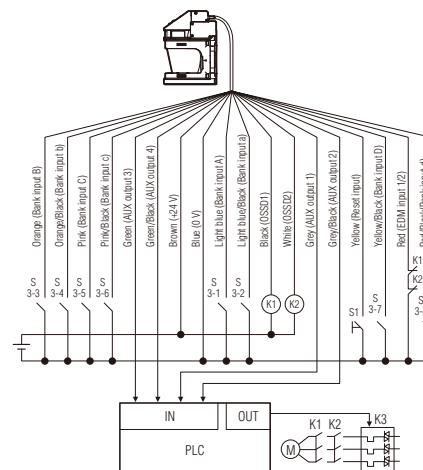 Orange (Bank input B)
Orange/Black (Bank input b)
Pink (Bank input C)
Pink/Black (Bank input c)
Green (AUX output 3)
Green/Black (AUX output 4)
Brown (+24 V)
Blue (0 V)
Light blue (Bank input A)
Light blue/Black (Bank input a)
Black (OSSD1)
White (OSSD2)
Grey (AUX output 1)
Grey/Black (AUX output 2)
Yellow (Reset input)
Yellow/Black (Bank input D)
Red (EDM input 1/2)
S
3-3
S
3-4
S
3-5
S
3-6
S
3-1
S
3-2
K1
K2
S1
S
3-7
K1
K2
S
IN
OUT
PLC
K1
K2
K3
M